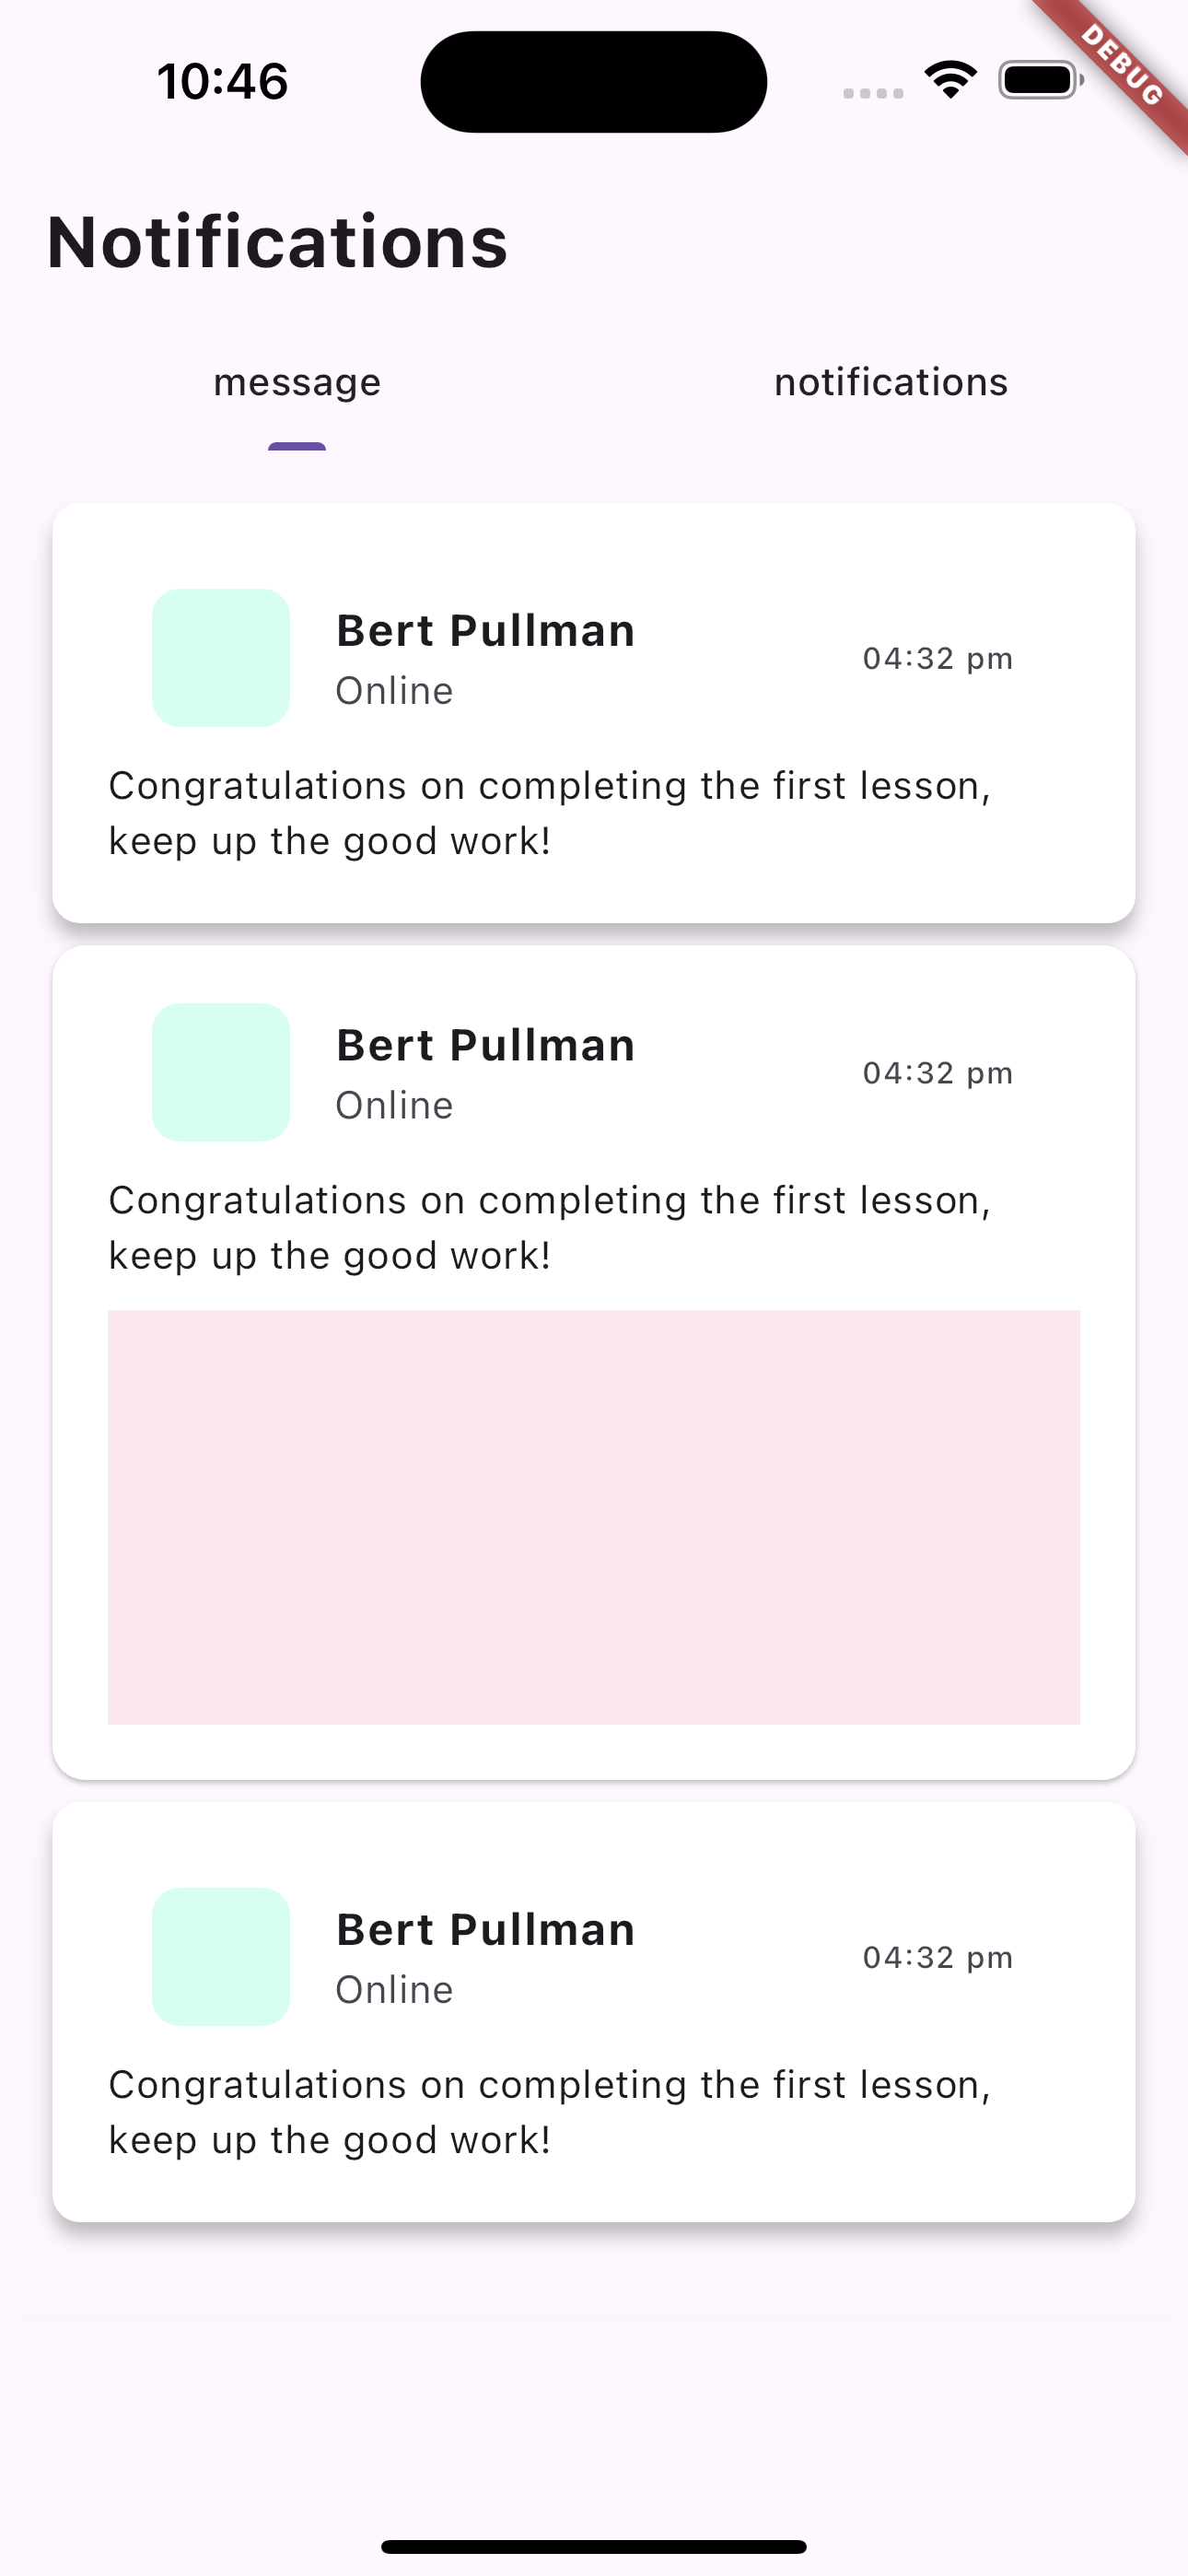 10:46
DEBUG
Notifications
message
notifications
Bert Pullman
Online
04:32 pm
Congratulations on completing the first lesson,
keep up the good work!
Bert Pullman
Online
04:32 pm
Congratulations on completing the first lesson,
keep up the good work!
Bert Pullman
Online
04:32 pm
Congratulations on completing the first lesson,
keep up the good work!